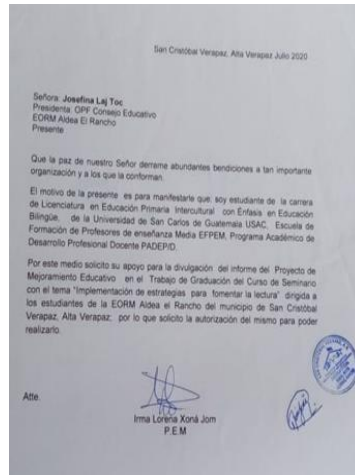 San Cristóbal Verapaz, Alta Verapaz Julio 2020
Señora: Josefina Laj Toc
Presidenta: OPF Consejo Educativo
EORM Aldea El Rancho
Presente
Que la paz de nuestro Señor derrame abundantes bendiciones a tan importante
organización y a los que la conforman.
El motivo de la presente es para manifestarle que: soy estudiante de la carrera
de Licenciatura en Educación Primaria Intercultural con Énfasis en Educación
Bilingüe, de la Universidad de San Carlos de Guatemala USAC, Escuela de
Formación de Profesores de enseñanza Media EFPEM, Programa Académico de
Desarrollo Profesional Docente PADEP/D.
Por este medio solicito su apoyo para la divulgación del informe del Proyecto de
Mejoramiento Educativo en el Trabajo de Graduación del Curso de Seminario
con el tema “Implementación de estrategias para fomentar la lectura” dirigida a
los estudiantes de la EORM Aldea el Rancho del municipio de San Cristóbal
Verapaz, Alta Verapaz, por lo que solicito la autorización del mismo para poder
realizarlo.
Atte.
Irma Lorena Xoná Jom
P.E.M